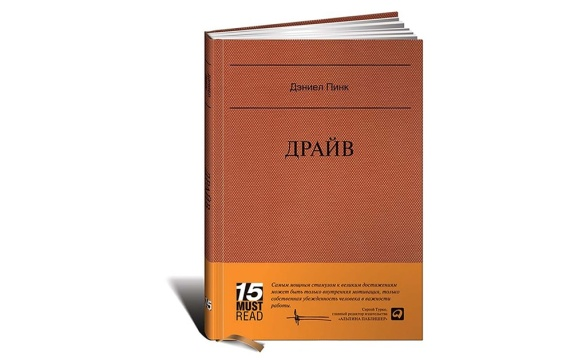 Дэниел Пинк
ДРАЙВ
Самым мощным стимулом к великим достижениям
может быть только внутренняя мотивация, только
собственная убежденность человека в важности
работы.
15
MUST
READ
Сергей Турко,
главный редактор издательства
«АЛЬПИНА ПАБЛИШЕР»